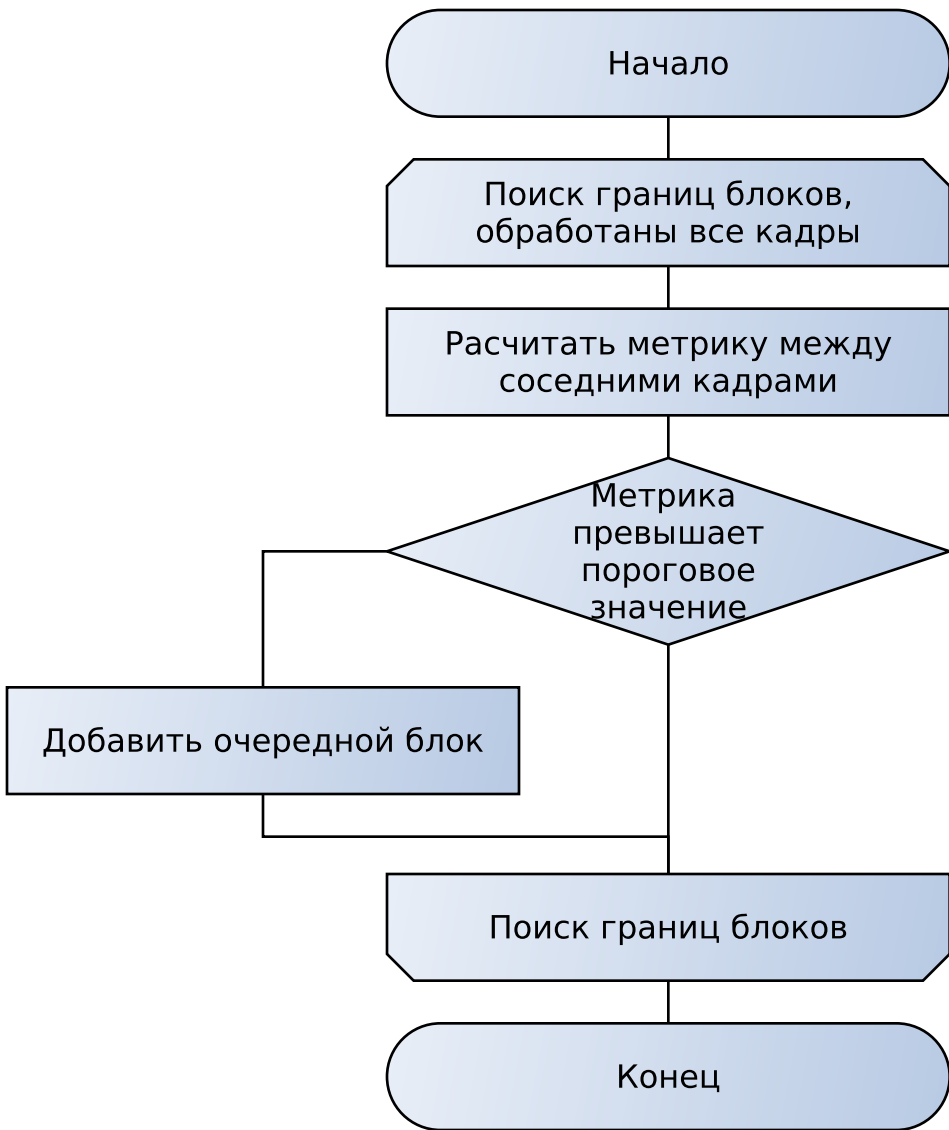 Начало
Поиск границ блоков,
обработаны все кадры
Расчитать метрику между
соседними кадрами
Метрика
превышает
пороговое
значение
Добавить очередной блок
Поиск границ блоков
Конец